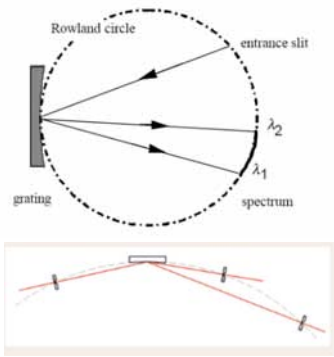 Rowland circle
entrance slit
λ2
λ1
grating
spectrum